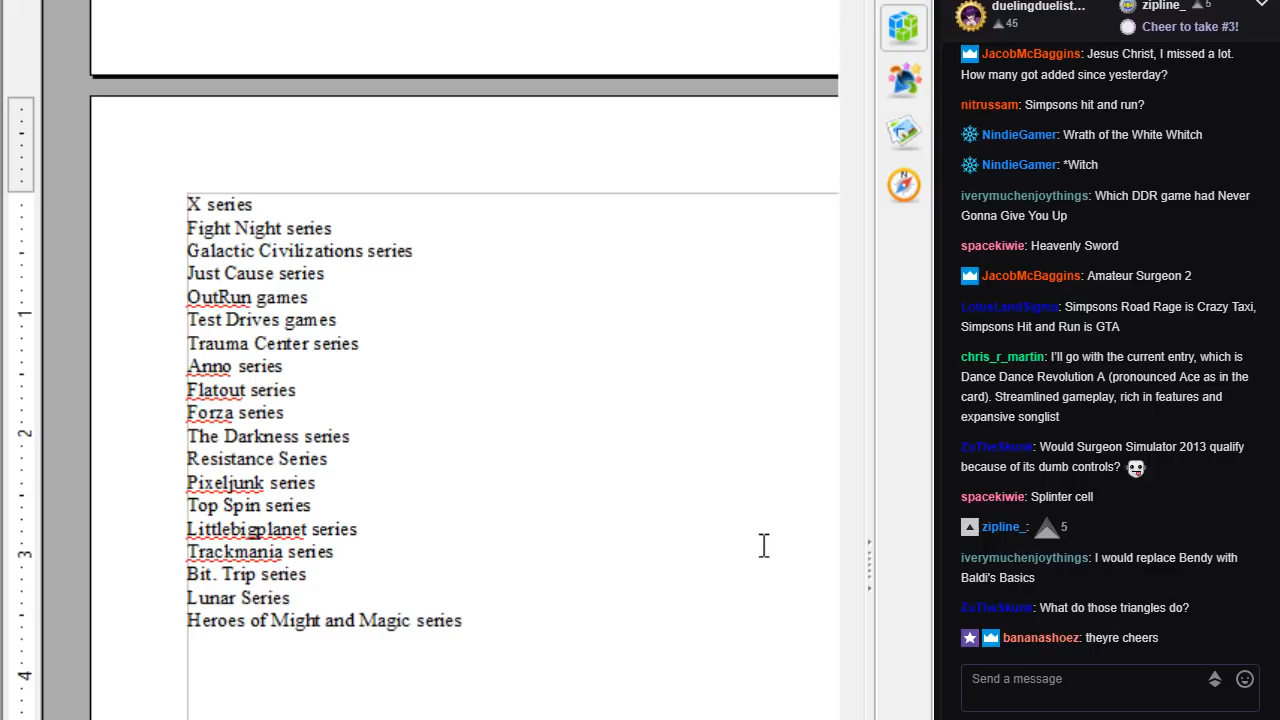 X series
Fight Night series
Galactic Civilizations series
Just Cause series
OutRun games
Test Drives games
Trauma Center series
Anno series
Flatout series
Forza series
The Darkness series
Resistance Series
Pixeljunk series
Top Spin series
Littlebigplanet series
Trackmania series
Bit. Trip series
Lunar Series
Heroes of Might and Magic series
1
2
3
4
duelingduelist...
45
zipline_ 5
Cheer to take #3!
JacobMcBaggins: Jesus Christ, I missed a lot.
How many got added since yesterday?
nitrussam: Simpsons hit and run?
NindieGamer: Wrath of the White Whitch
NindieGamer: *Witch
iverymuchenjoythings: Which DDR game had Never
Gonna Give You Up
spacekiwie: Heavenly Sword
JacobMcBaggins: Amateur Surgeon 2
LotusLandSigma: Simpsons Road Rage is Crazy Taxi,
Simpsons Hit and Run is GTA
chris_r_martin: I'll go with the current entry, which is
Dance Dance Revolution A (pronounced Ace as in the
card). Streamlined gameplay, rich in features and
expansive songlist
ZuTheSkunk: Would Surgeon Simulator 2013 qualify
because of its dumb controls?
spacekiwie: Splinter cell
zipline_: 5
iverymuchenjoythings: I would replace Bendy with
Baldi's Basics
ZuTheSkunk: What do those triangles do?
bananashoez: theyre cheers
Send a message